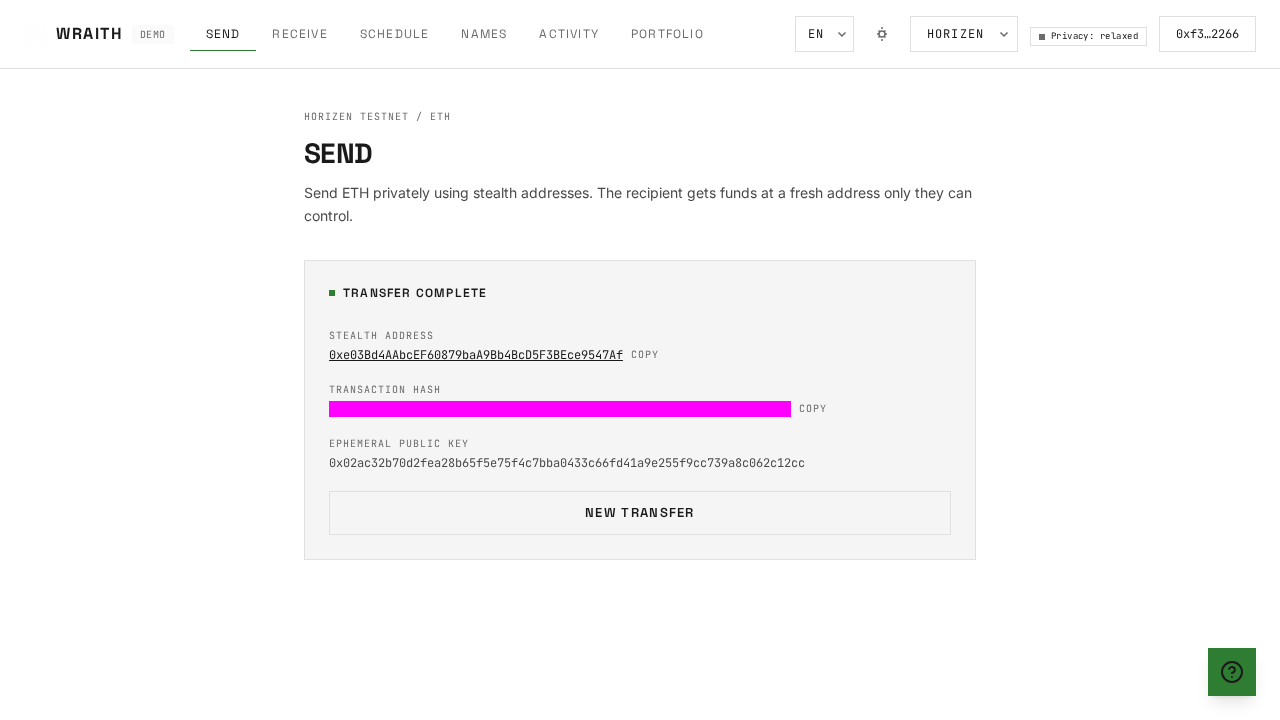 WRAITH DEMO SEND RECEIVE SCHEDULE NAMES ACTIVITY PORTFOLIO EN HORIZEN Privacy: relaxed 0xf3…2266
HORIZEN TESTNET / ETH
SEND
Send ETH privately using stealth addresses. The recipient gets funds at a fresh address only they can
control.
TRANSFER COMPLETE
STEALTH ADDRESS
0xe03Bd4AAbcEF60879baA9Bb4BcD5F3BEce9547Af COPY
TRANSACTION HASH
COPY
EPHEMERAL PUBLIC KEY
0x02ac32b70d2fea28b65f5e75f4c7bba0433c66fd41a9e255f9cc739a8c062c12cc
NEW TRANSFER